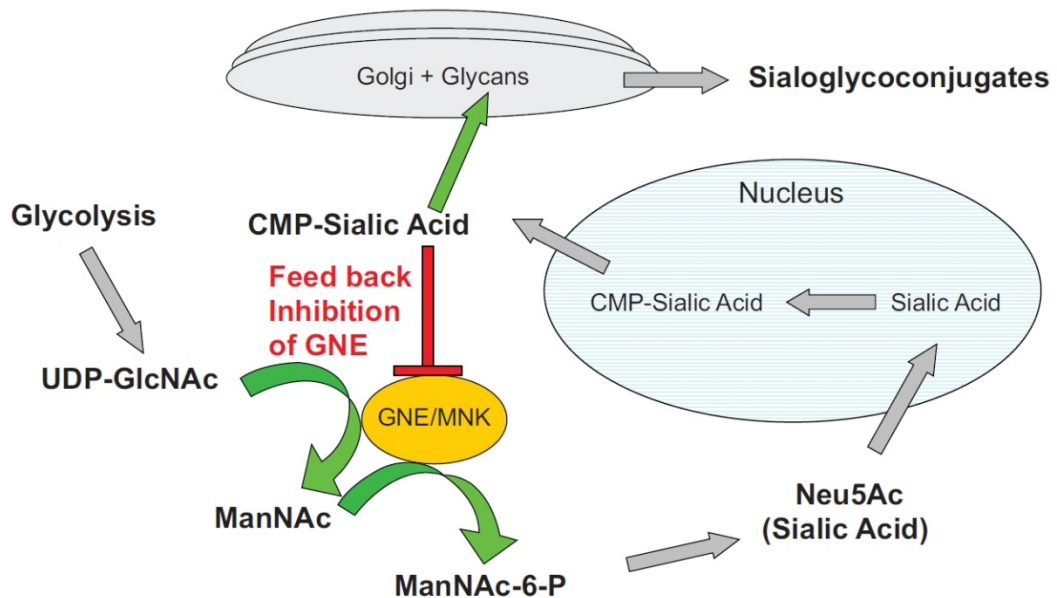 Golgi + Glycans
Sialoglycoconjugates
Nucleus
Glycolysis
CMP-Sialic Acid
Feed back
Inhibition
of GNE
CMP-Sialic Acid
Sialic Acid
UDP-GlcNAc
GNE/MNK
ManNAc
Neu5Ac
(Sialic Acid)
ManNAc-6-P